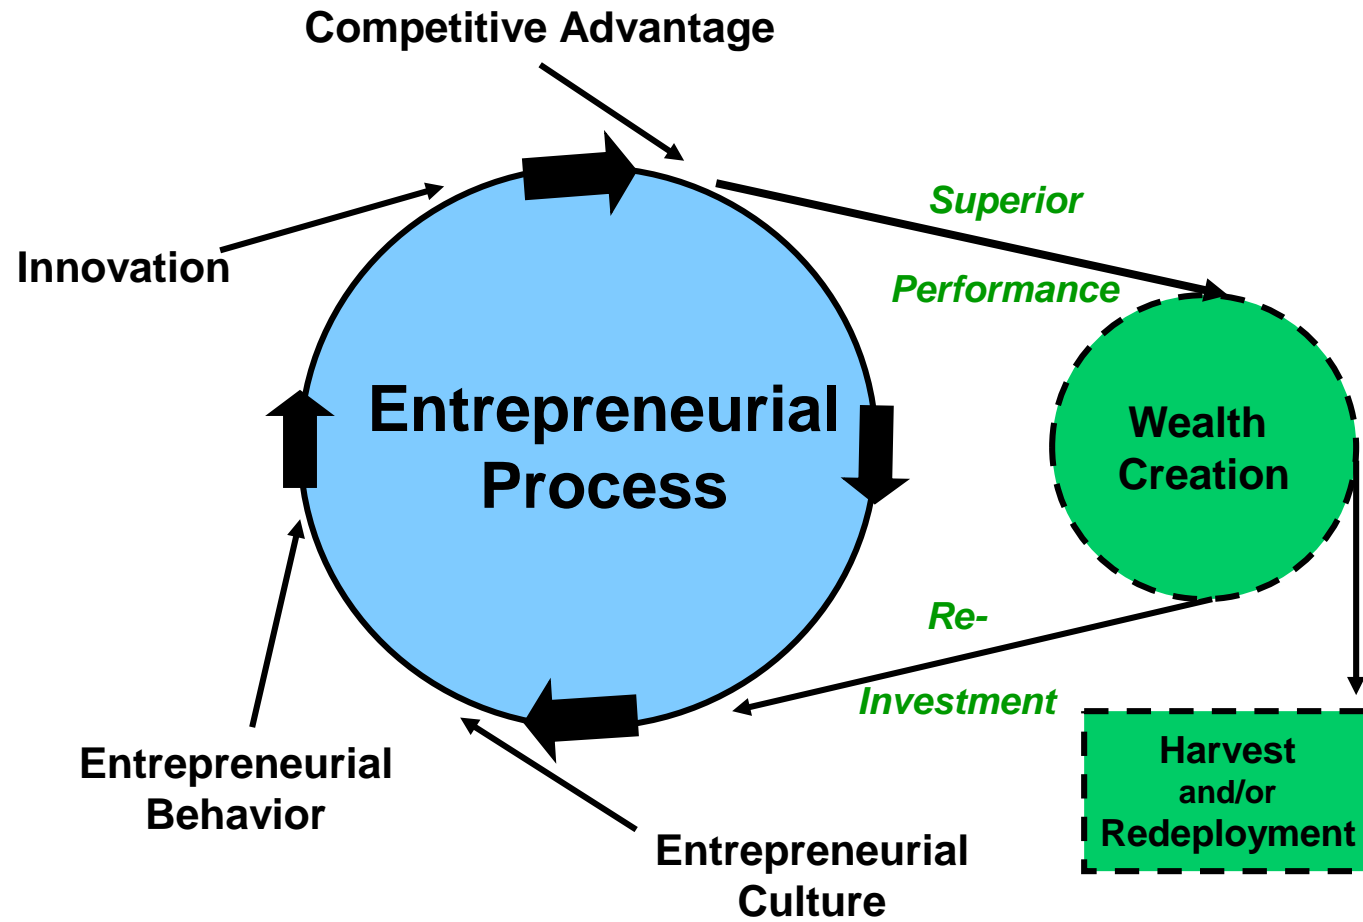 Competitive Advantage
Superior
Performance
Innovation
Entrepreneurial
Process
Wealth
Creation
Re-
Investment
Harvest
and/or
Redeployment
Entrepreneurial
Behavior
Entrepreneurial
Culture